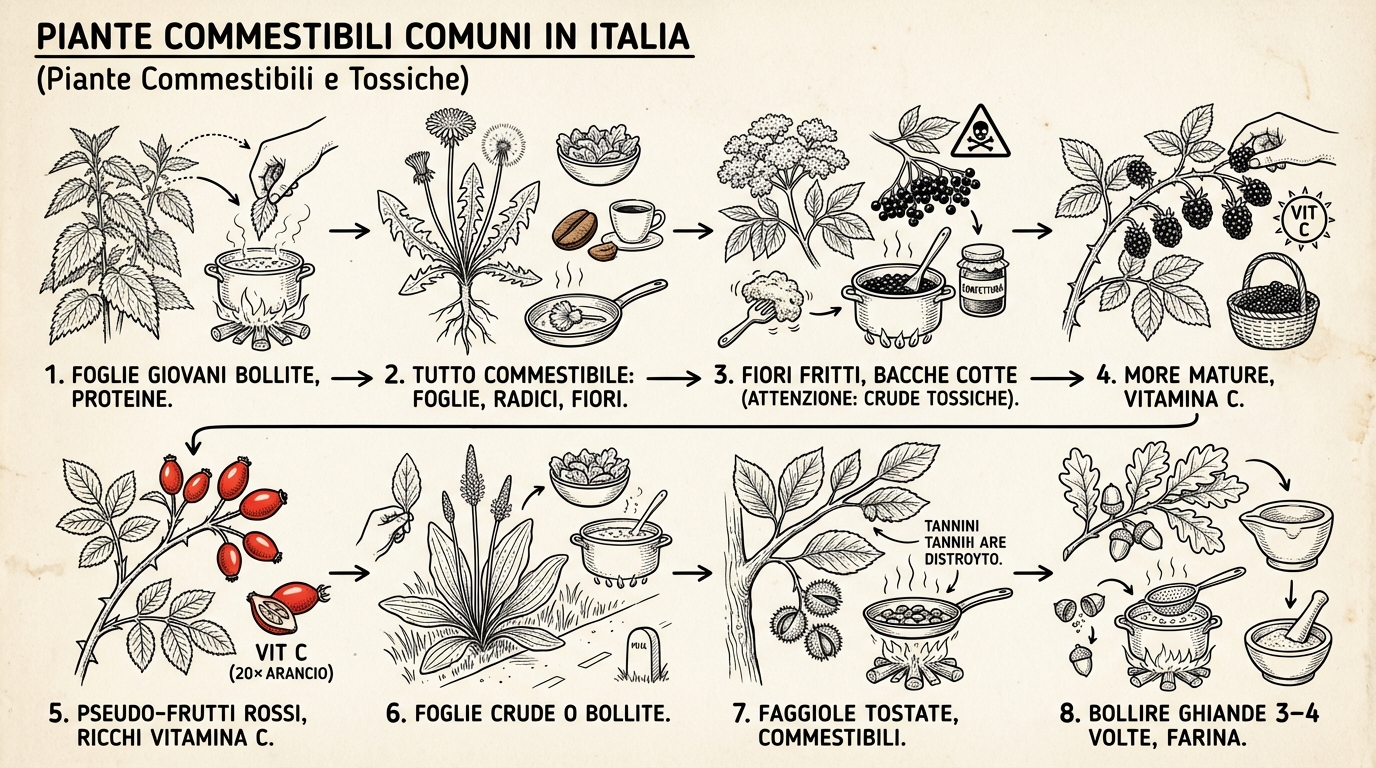 PIANTE COMMESTIBILI COMUNI IN ITALIA
(Piante Commestibili e Tossiche)
CONFETTURA
VIT
C
1. FOGLIE GIOVANI BOLLITE,
PROTEINE.
2. TUTTO COMMESTIBILE:
FOGLIE, RADICI, FIORI.
3. FIORI FRITTI, BACCHE COTTE
(ATTENZIONE: CRUDE TOSSICHE).
4. MORE MATURE,
VITAMINA C.
VIT C
(20× ARANCIO)
TANNINI
TANNIH ARE
DISTROYTO.
5. PSEUDO-FRUTTI ROSSI,
RICCHI VITAMINA C.
6. FOGLIE CRUDE O BOLLITE.
7. FAGGIOLE TOSTATE,
COMMESTIBILI.
8. BOLLIRE GHIANDE 3-4
VOLTE, FARINA.